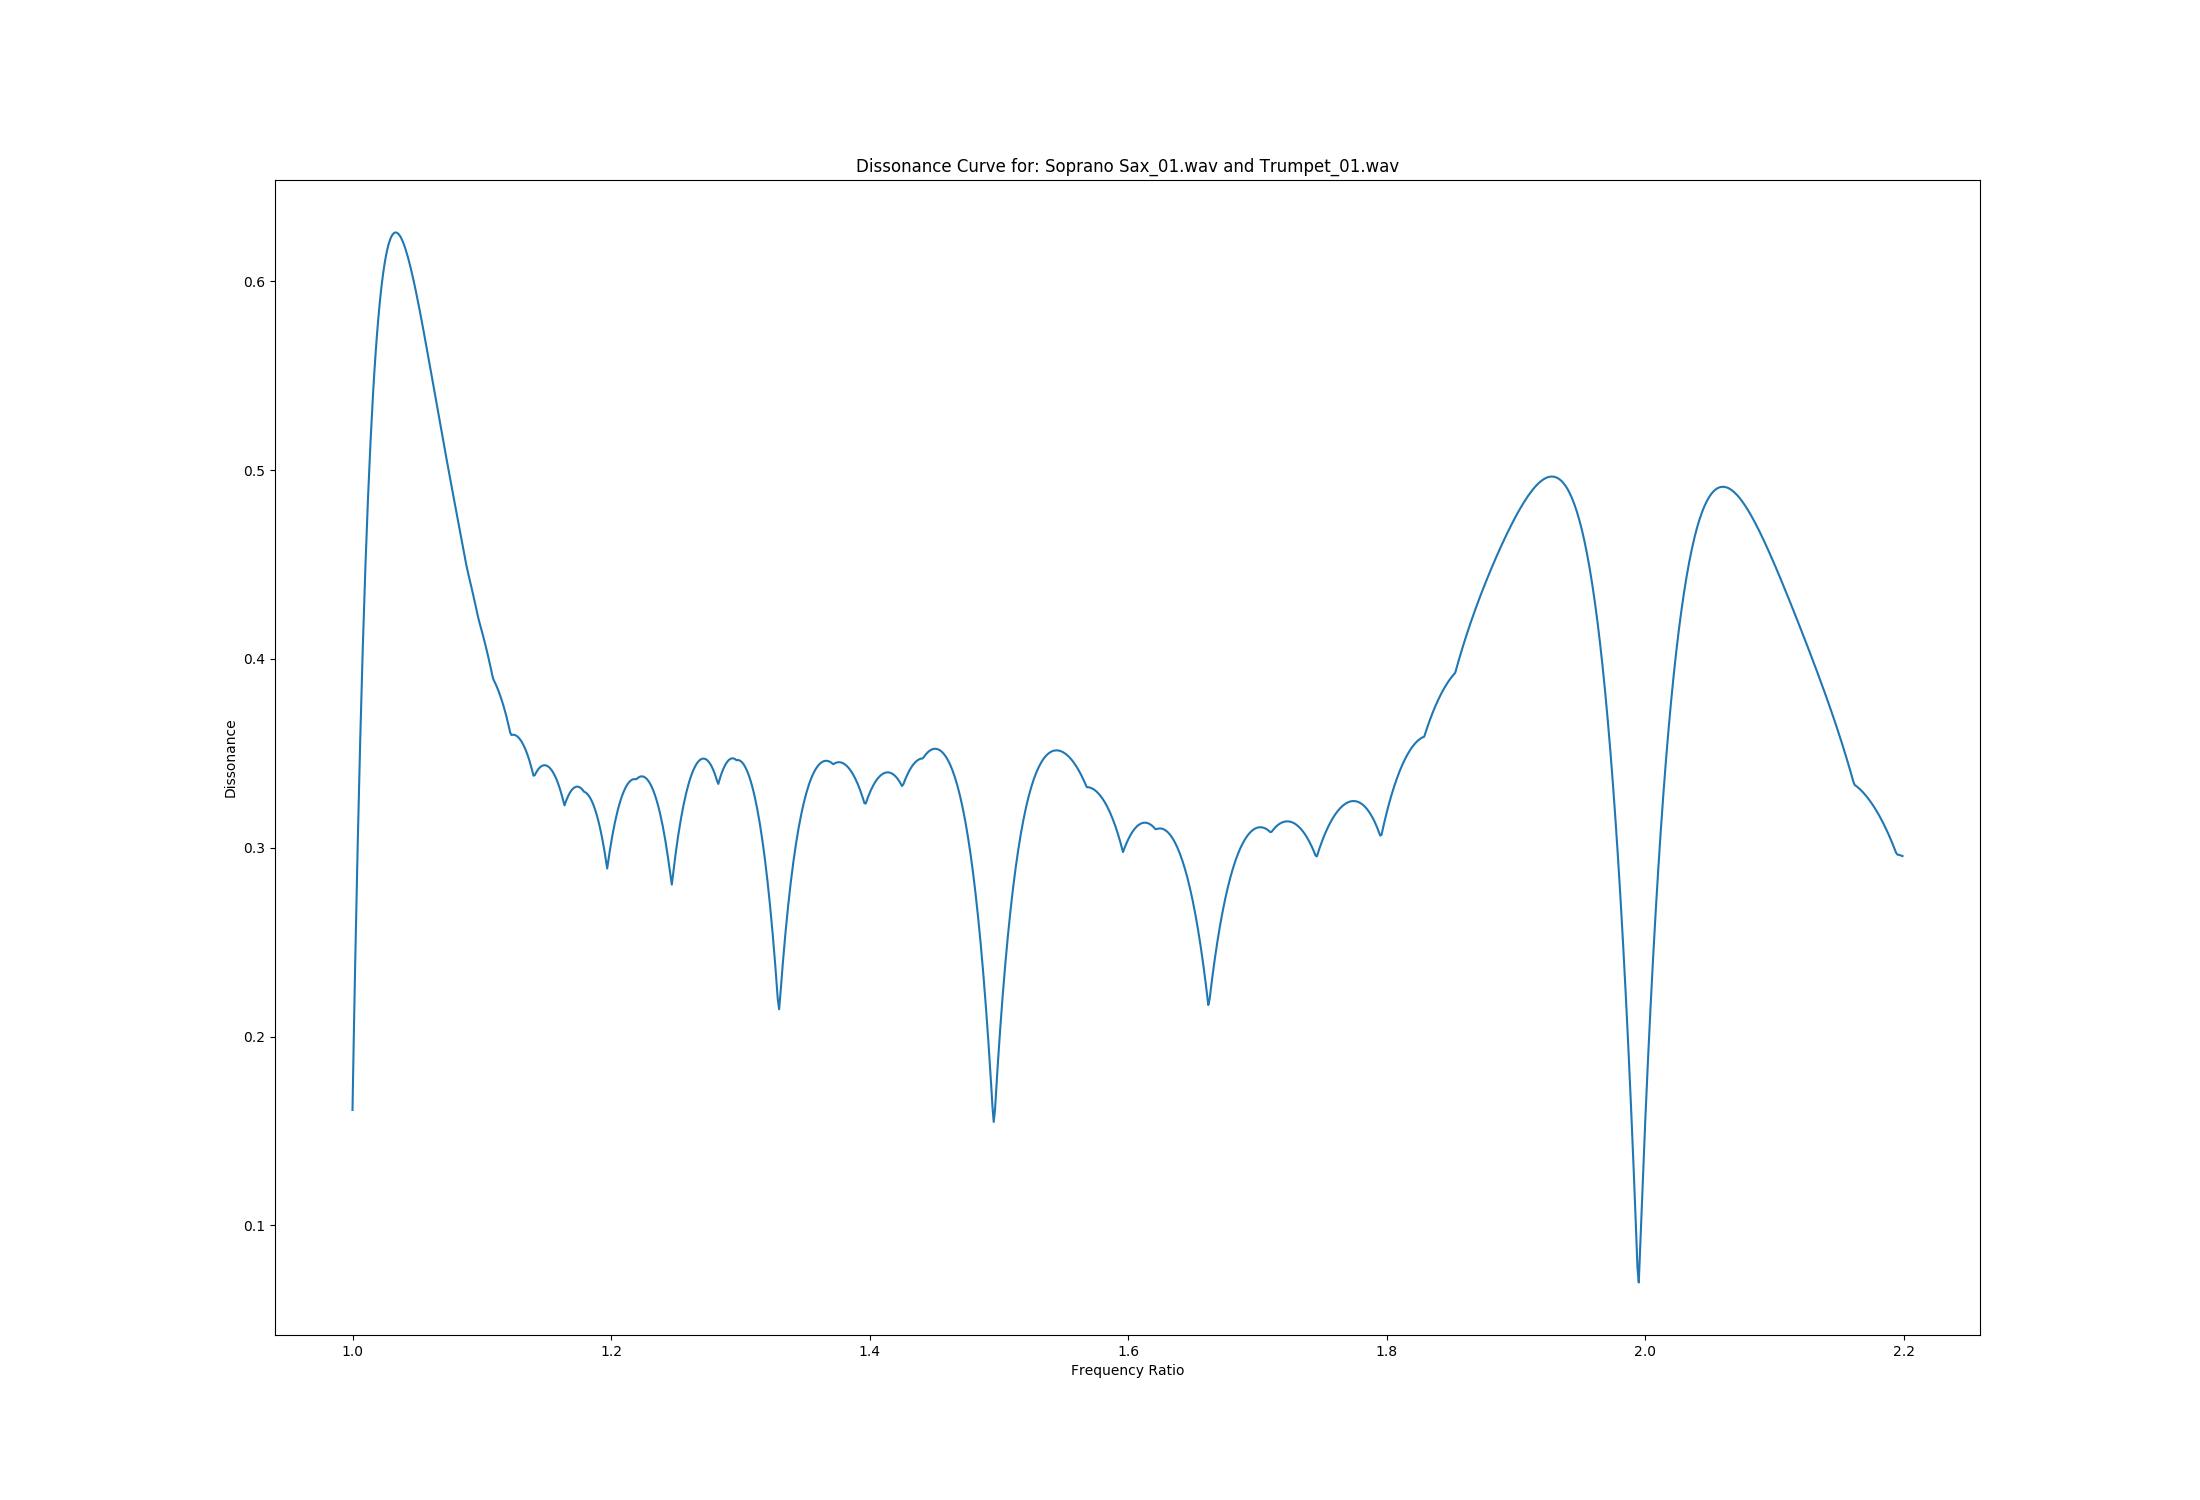 Dissonance Curve for: Soprano Sax_01.wav and Trumpet_01.wav
Dissonance
0.6
0.5
0.4
0.3
0.2
0.1
1.0 1.2 1.4 1.6 1.8 2.0 2.2
Frequency Ratio